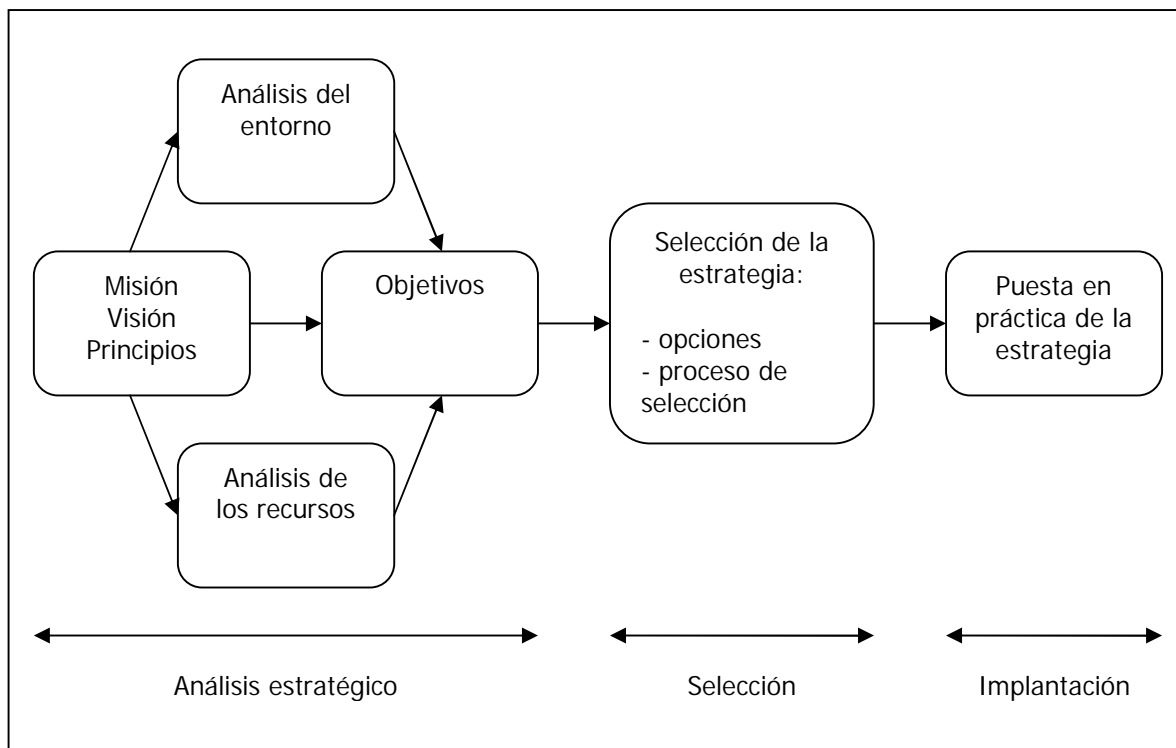 Análisis del
entorno
Misión
Visión
Principios
Objetivos
Análisis de
los recursos
Selección de la
estrategia:
- opciones
- proceso de
selección
Puesta en
práctica de la
estrategia
Análisis estratégico
Selección
Implantación